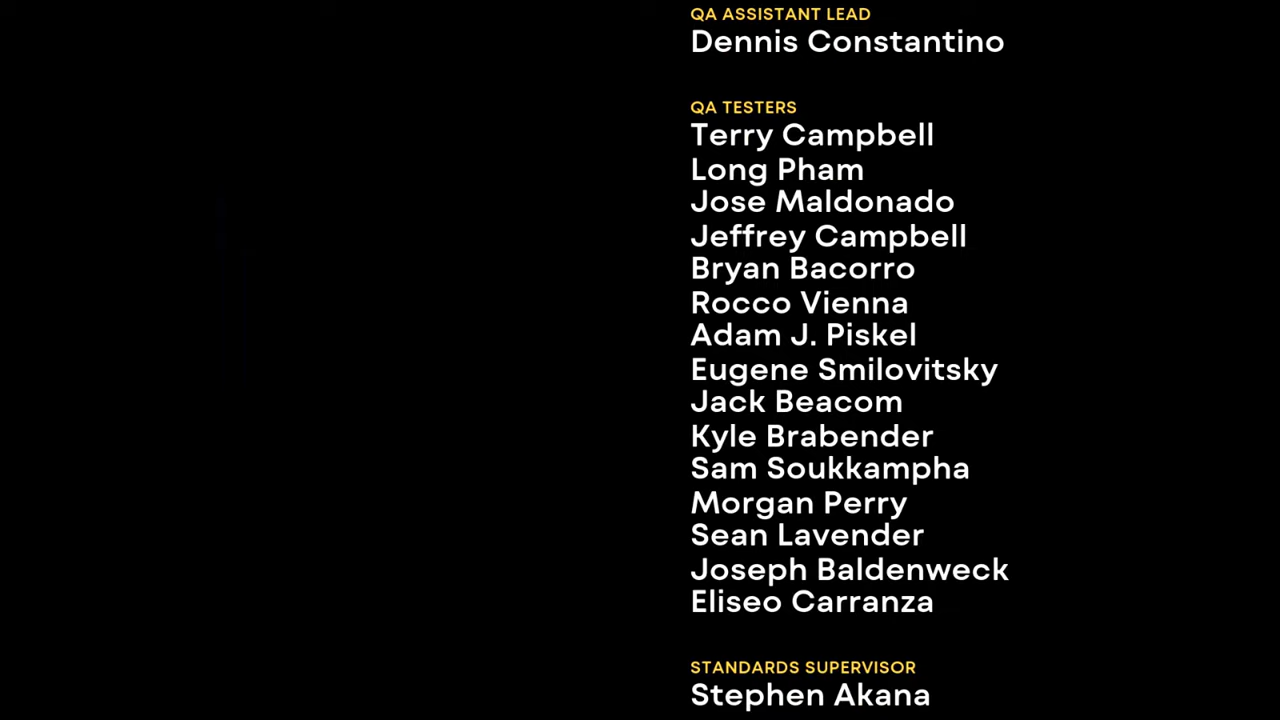 QA ASSISTANT LEAD
Dennis Constantino
QA TESTERS
Terry Campbell
Long Pham
Jose Maldonado
Jeffrey Campbell
Bryan Bacorro
Rocco Vienna
Adam J. Piskel
Eugene Smilovitsky
Jack Beacom
Kyle Brabender
Sam Soukkampha
Morgan Perry
Sean Lavender
Joseph Baldenweck
Eliseo Carranza
STANDARDS SUPERVISOR
Stephen Akana